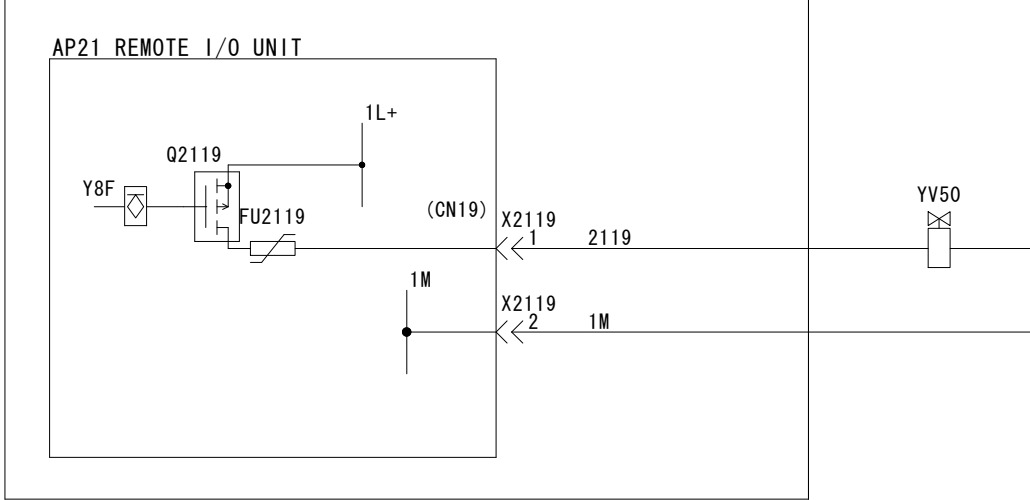 AP21 REMOTE I/O UNIT
1L+
Q2119
Y8F
FU2119
(CN19)
X2119
1
2119
YV50
1M
X2119
2
1M